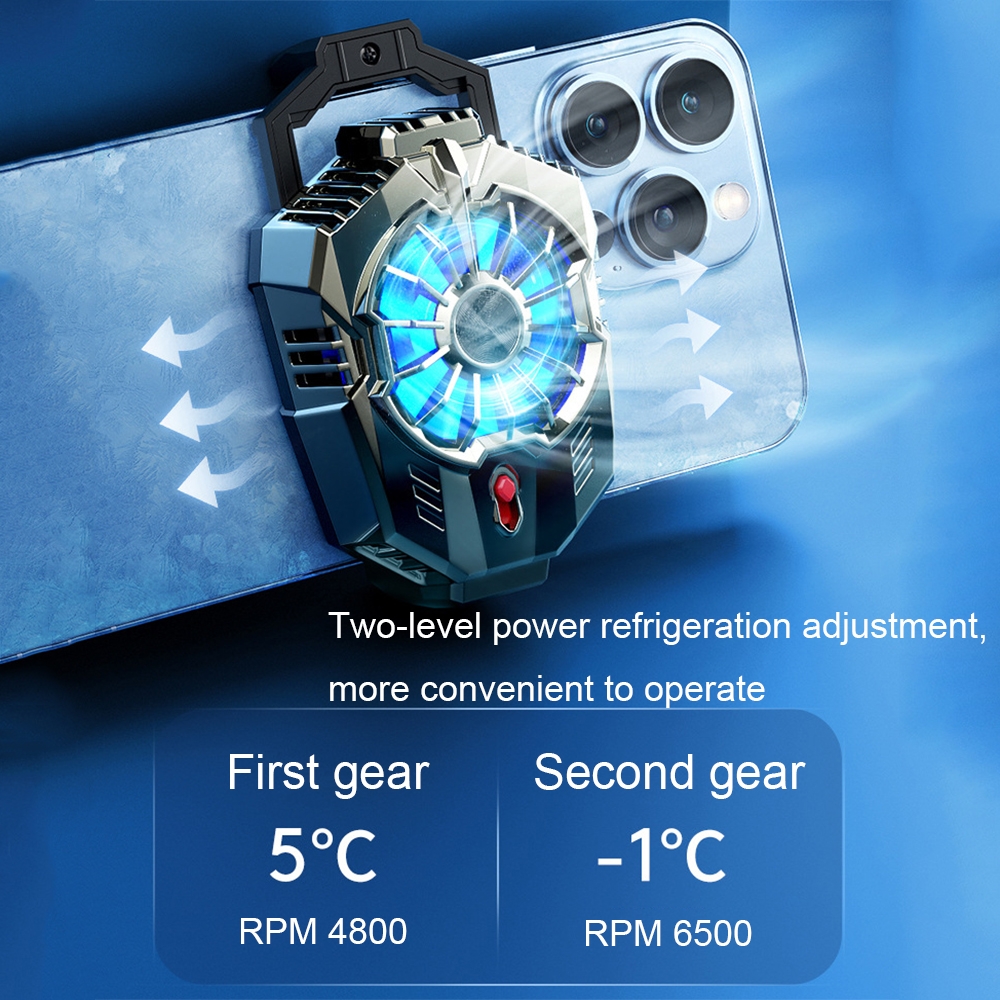 Two-level power refrigeration adjustment,
more convenient to operate
First gear
Second gear
5°C
-1°C
RPM 4800
RPM 6500